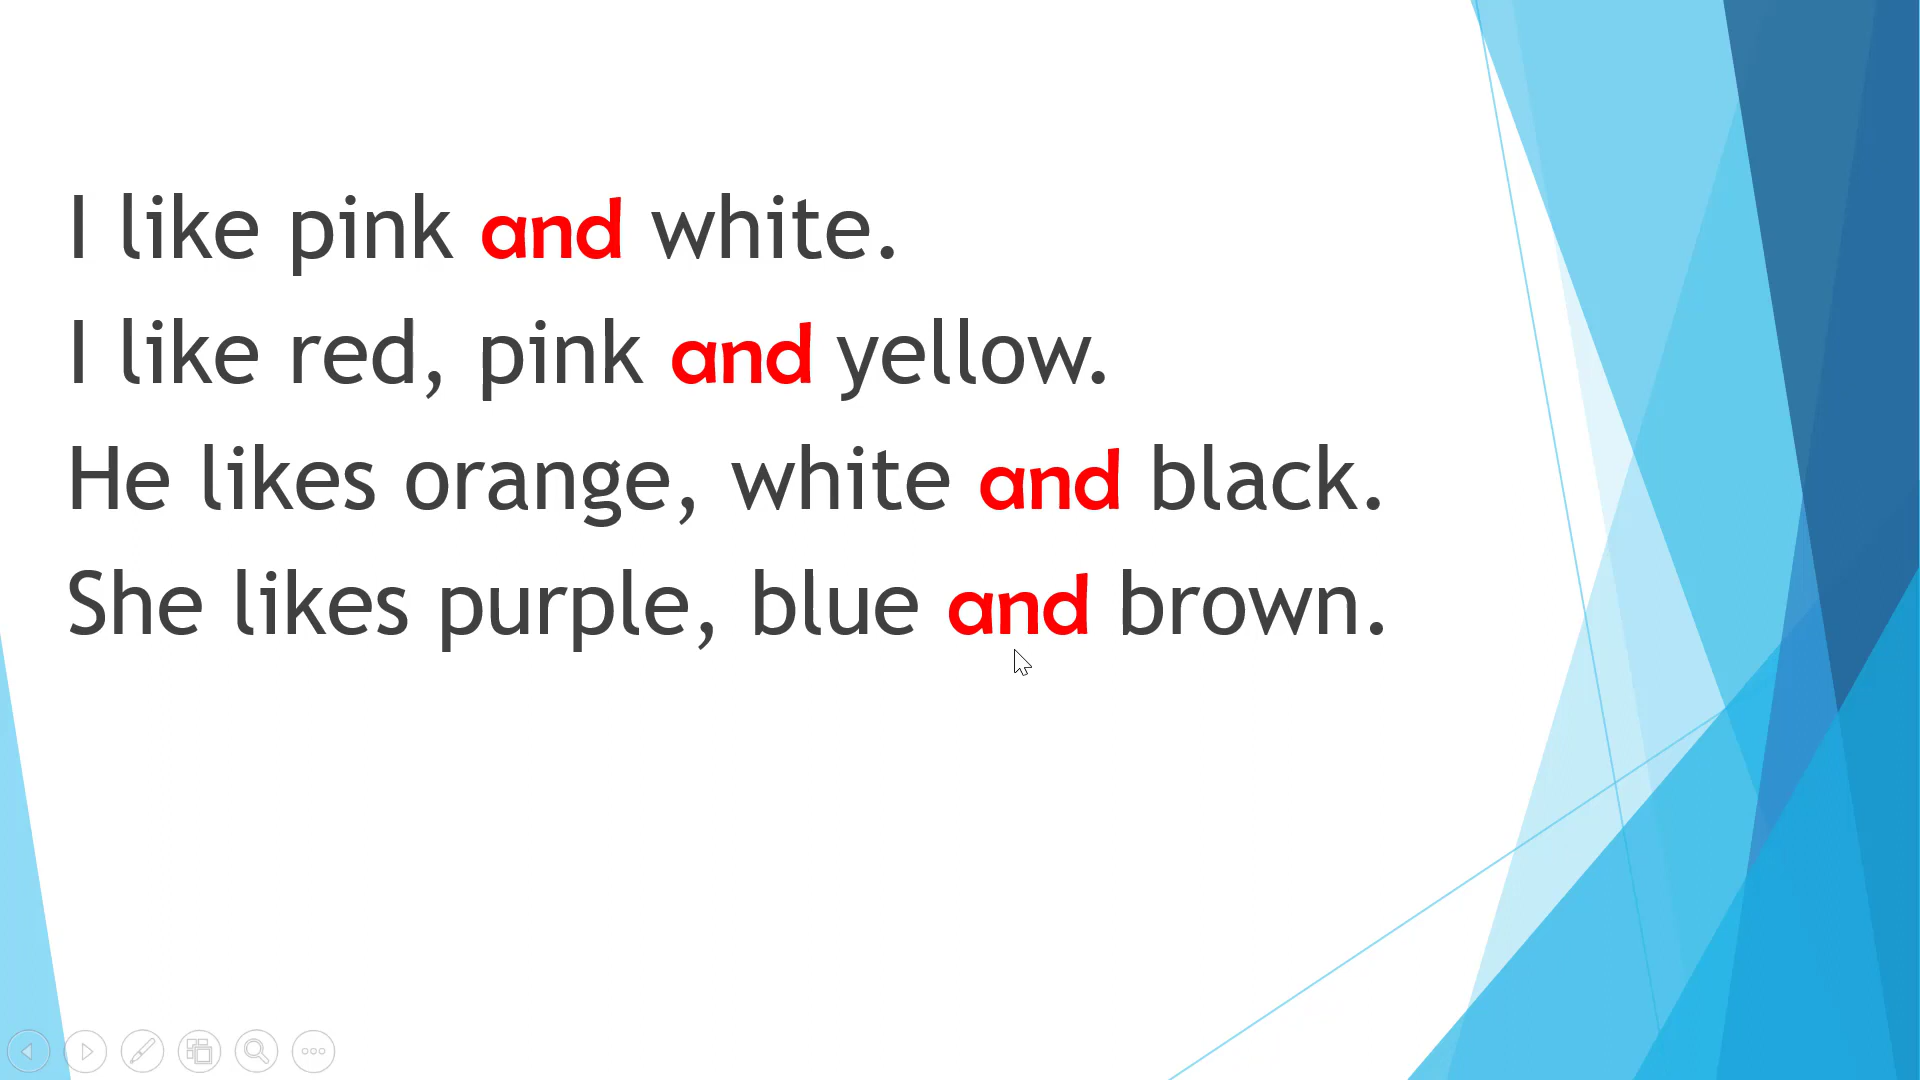 I like pink and white.
I like red, pink and yellow.
He likes orange, white and black.
She likes purple, blue and brown.